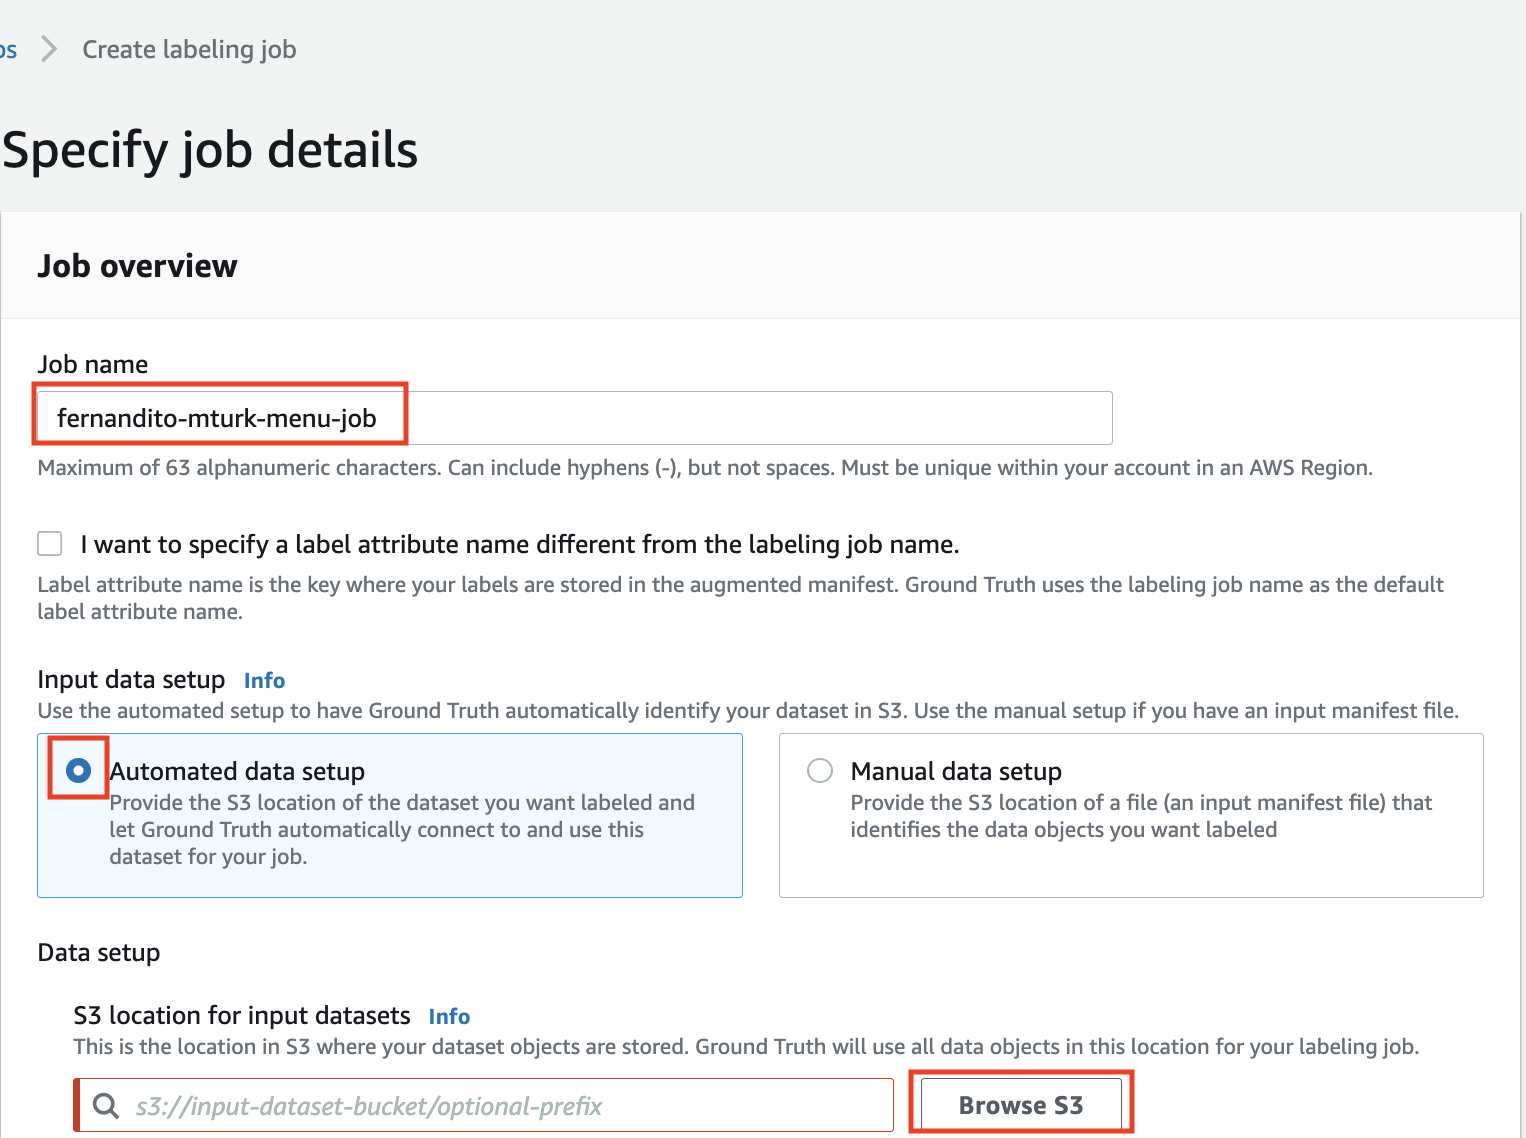 Create labeling job
Specify job details
Job overview
Job name
fernandito-mturk-menu-job
Maximum of 63 alphanumeric characters. Can include hyphens (-), but not spaces. Must be unique within your account in an AWS Region.
I want to specify a label attribute name different from the labeling job name.
Label attribute name is the key where your labels are stored in the augmented manifest. Ground Truth uses the labeling job name as the default
label attribute name.
Input data setup Info
Use the automated setup to have Ground Truth automatically identify your dataset in S3. Use the manual setup if you have an input manifest file.
Automated data setup
Provide the S3 location of the dataset you want labeled and
let Ground Truth automatically connect to and use this
dataset for your job.
Manual data setup
Provide the S3 location of a file (an input manifest file) that
identifies the data objects you want labeled
Data setup
S3 location for input datasets Info
This is the location in S3 where your dataset objects are stored. Ground Truth will use all data objects in this location for your labeling job.
s3://input-dataset-bucket/optional-prefix
Browse S3